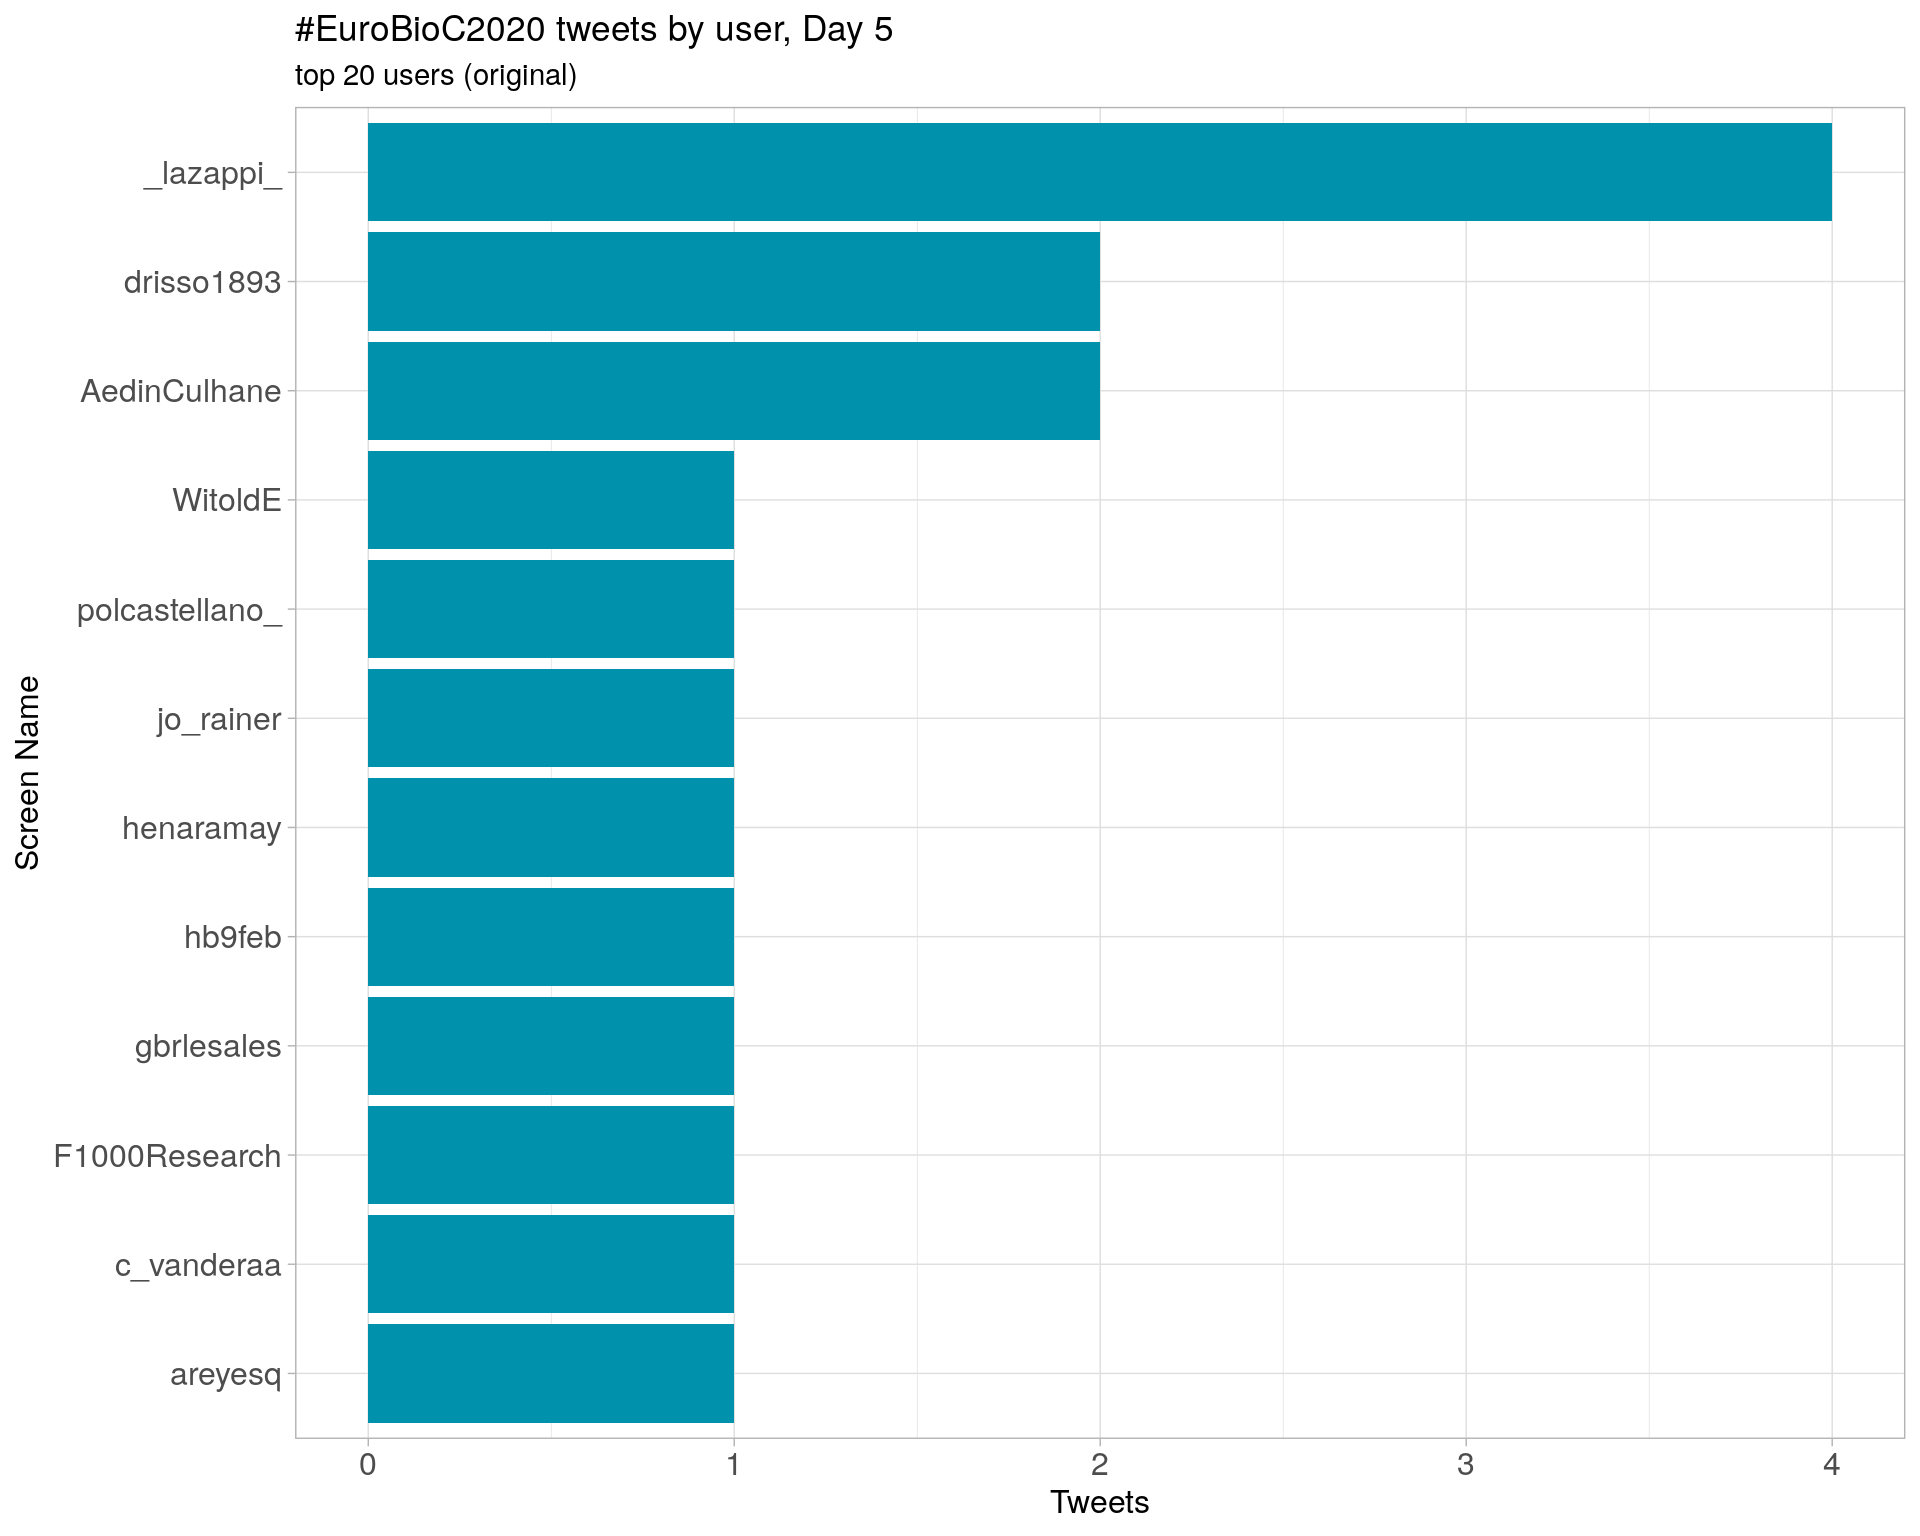 #EuroBioC2020 tweets by user, Day 5
top 20 users (original)
_lazappi_
drisso1893
AedinCulhane
WitoldE
polcastellano_
jo_rainer
henaramay
hb9feb
gbrlesales
F1000Research
c_vanderaa
areyesq
Screen Name
0 1 2 3 4
Tweets